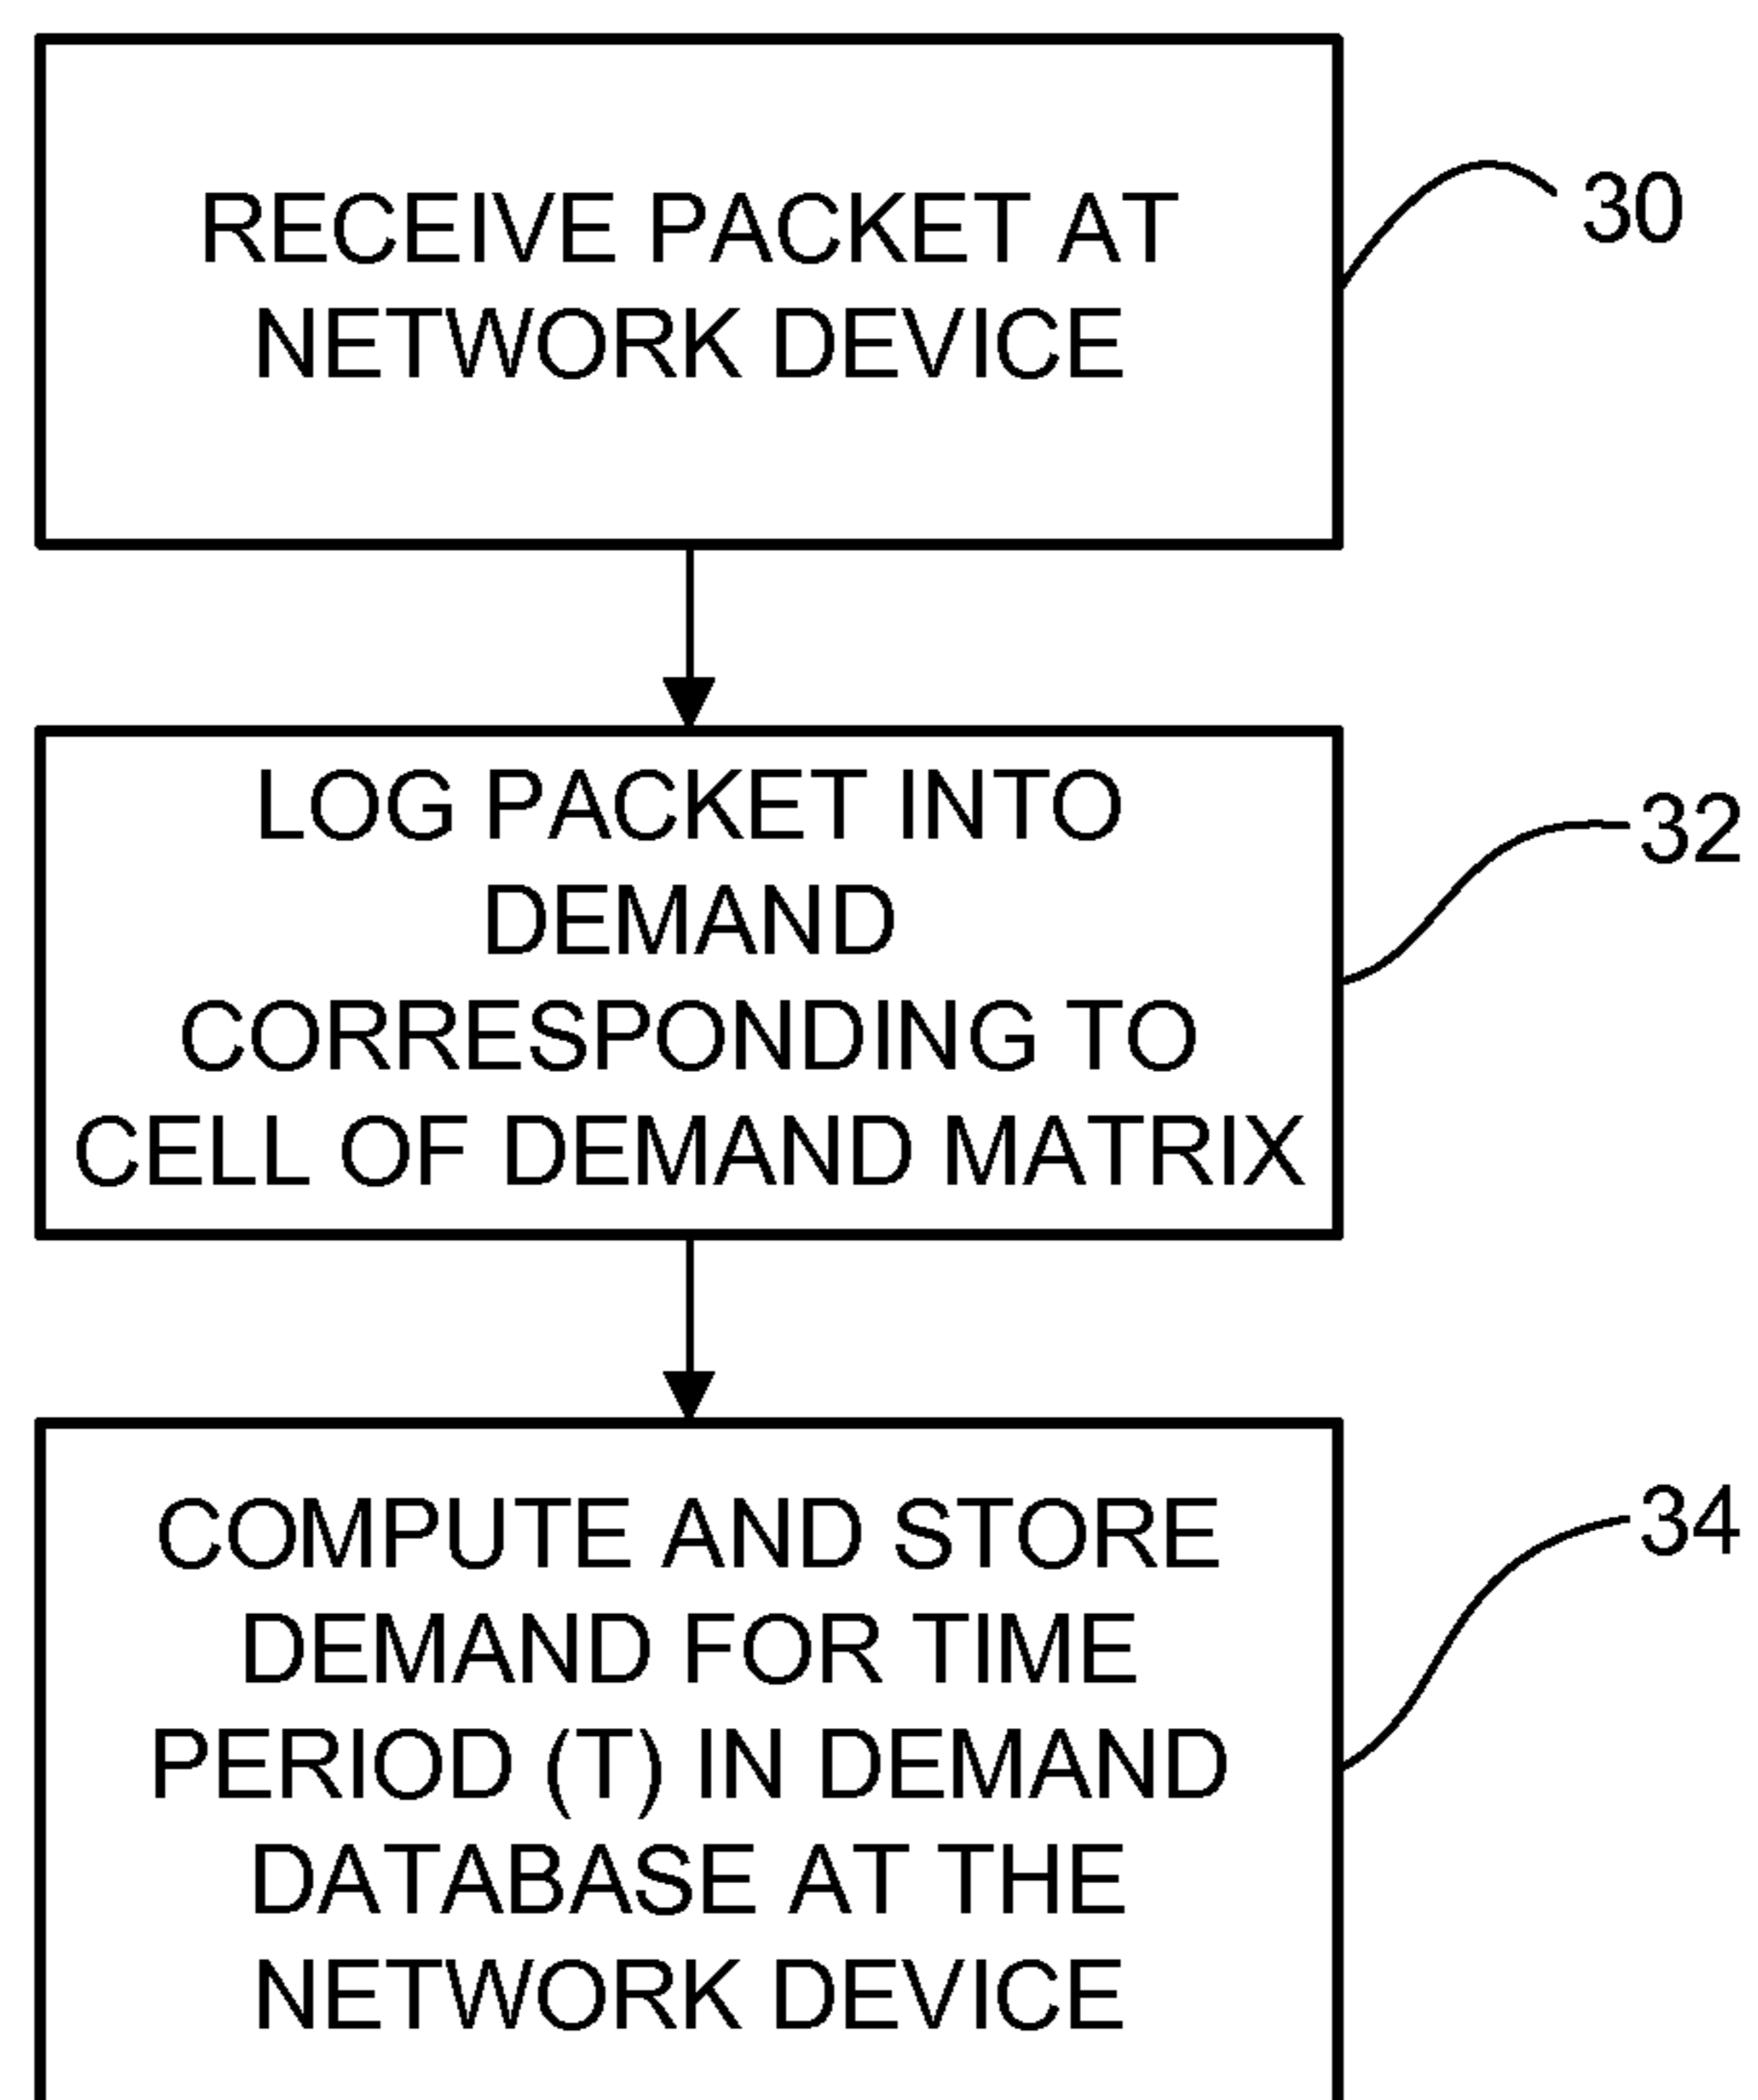 RECEIVE PACKET AT
NETWORK DEVICE
30
LOG PACKET INTO
DEMAND
CORRESPONDING TO
CELL OF DEMAND MATRIX
32
COMPUTE AND STORE
DEMAND FOR TIME
PERIOD (T) IN DEMAND
DATABASE AT THE
NETWORK DEVICE
34